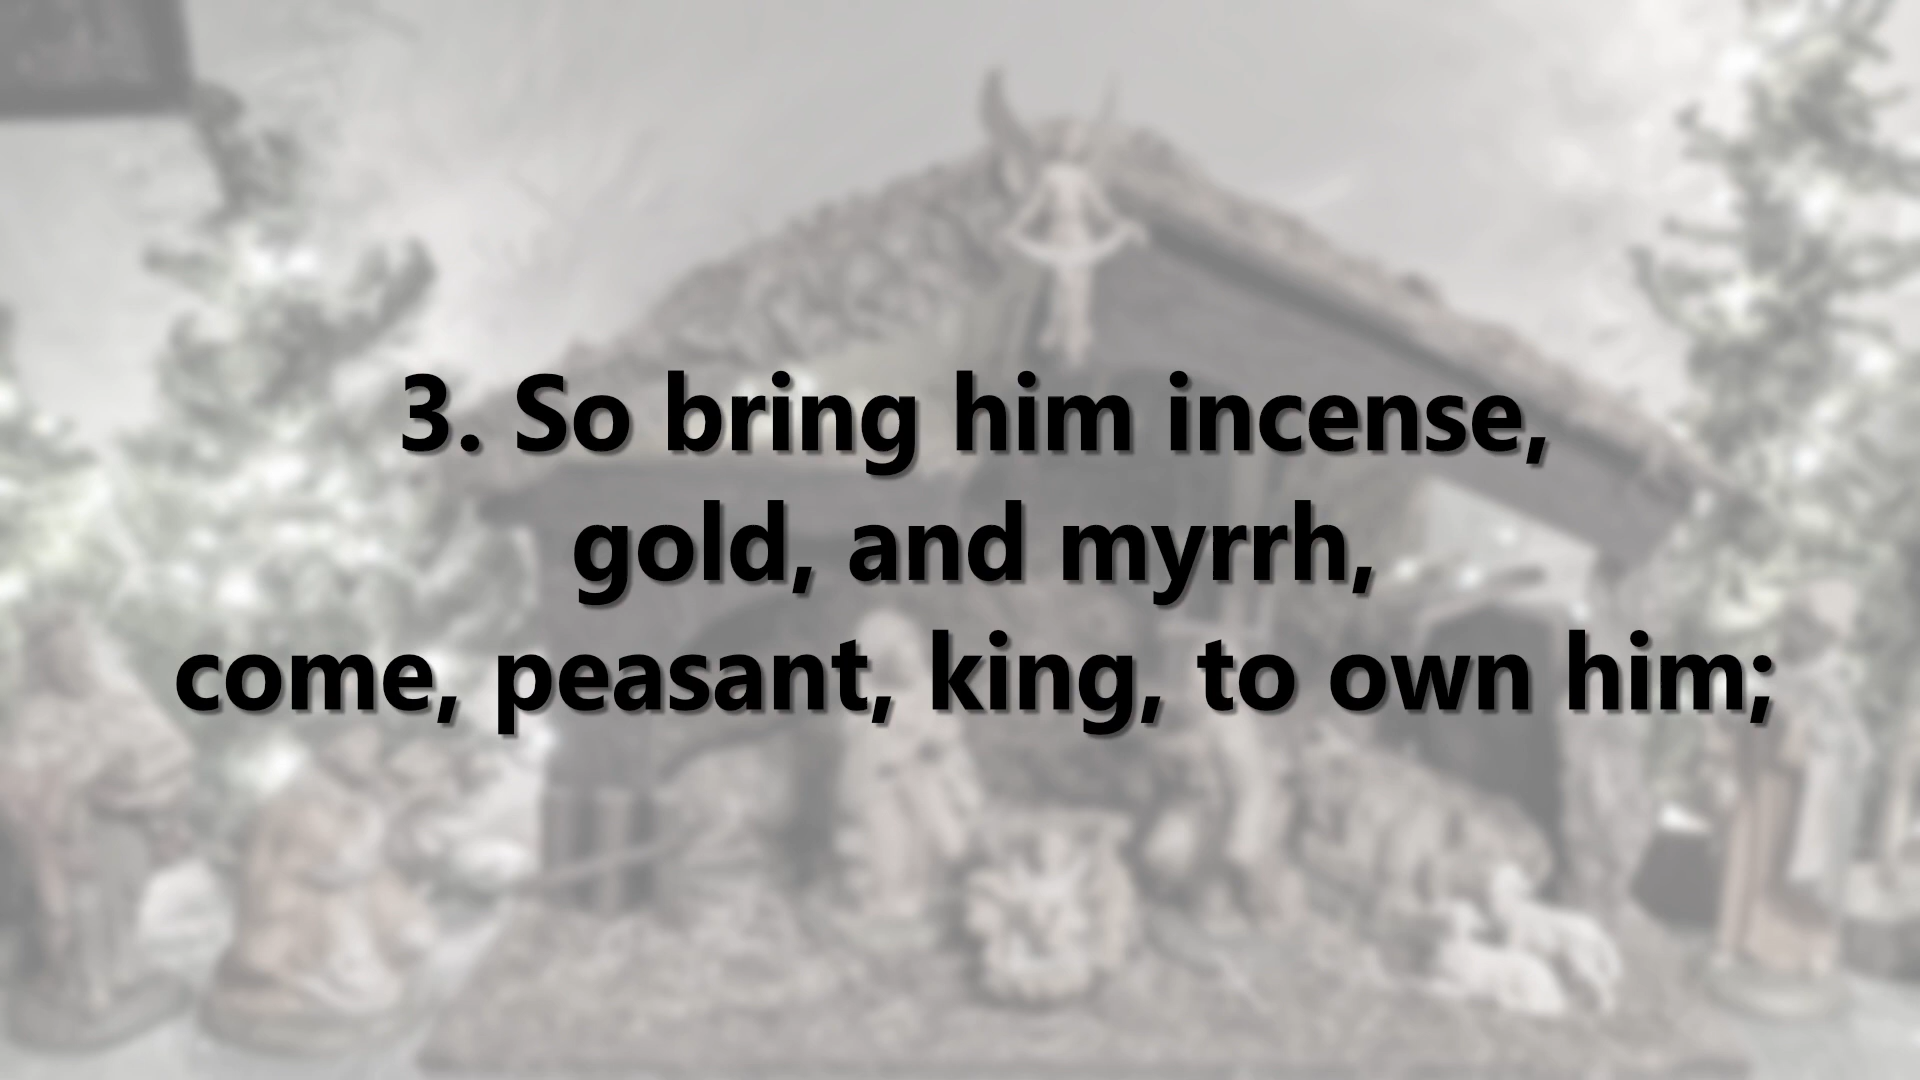 3. So bring him incense,
gold, and myrrh,
come, peasant, king, to own him;